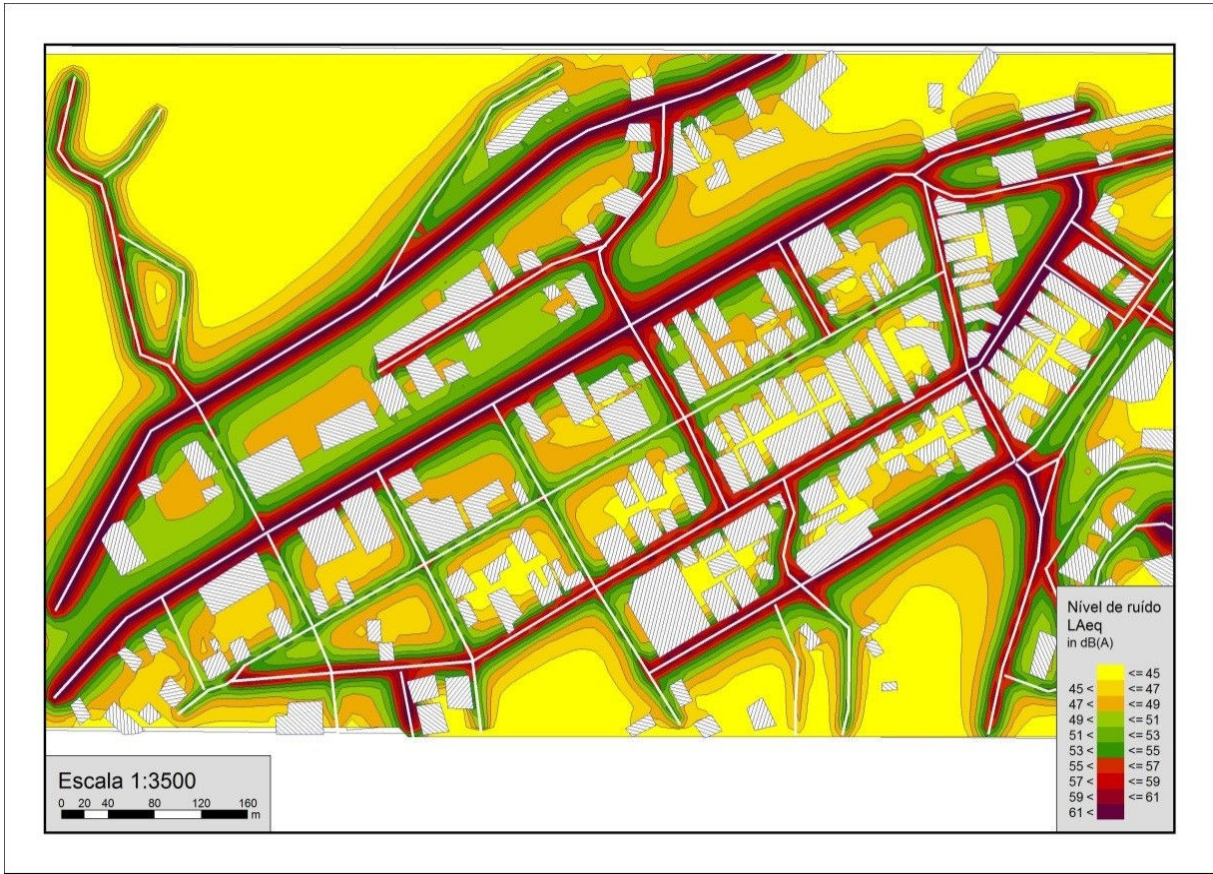 Nível de ruído
LAeq
in dB(A)
<= 45
45 < <= 47
47 < <= 49
49 < <= 51
51 < <= 53
53 < <= 55
55 < <= 57
57 < <= 59
59 < <= 61
61 <
Escala 1:3500
0 20 40 80 120 160
m